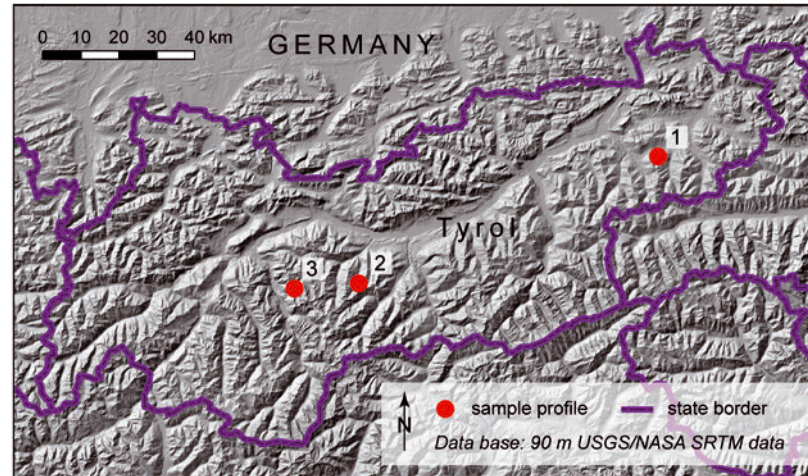 0 10 20 30 40 km
GERMANY
1
Tyrol
3 2
N
sample profile state border
Data base: 90 m USGS/NASA SRTM data